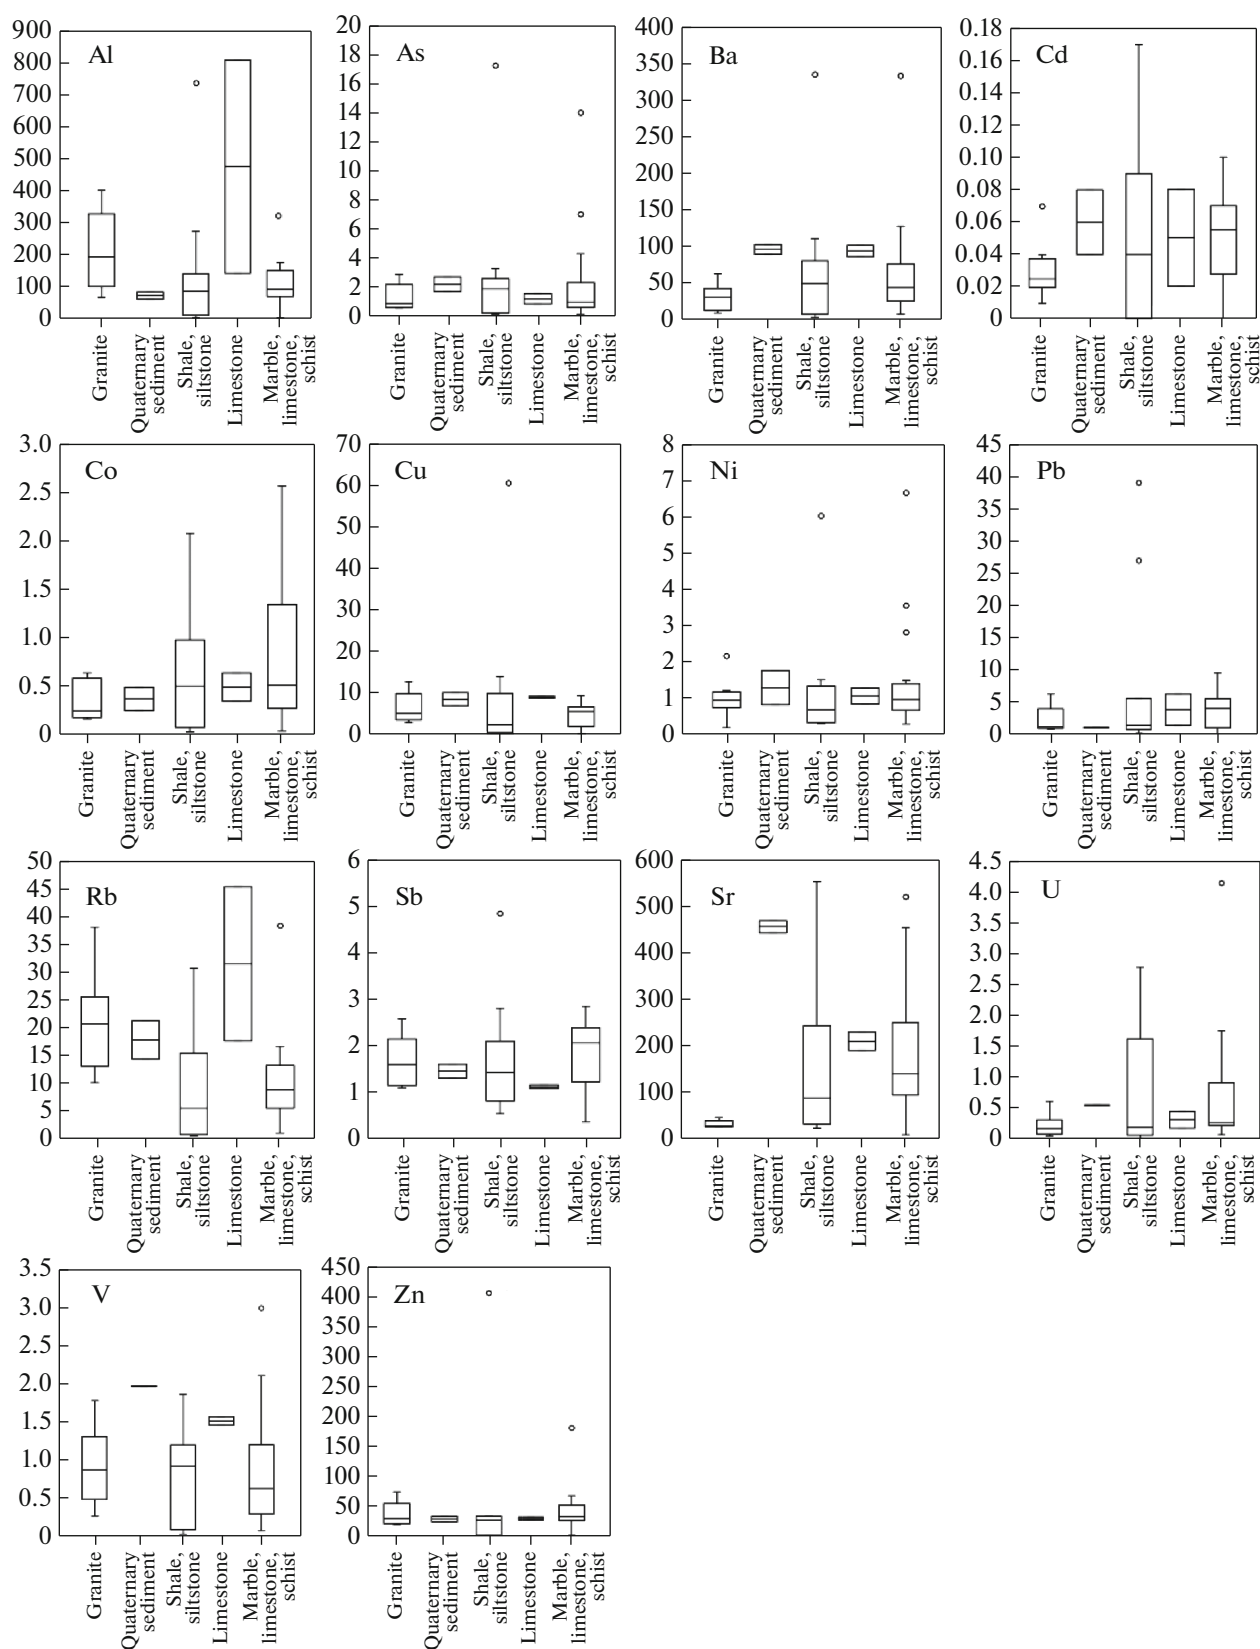 Al
900
800
700
600
500
400
300
200
100
0
Granite
Quaternary
sediment
Shale,
siltstone
Limestone
Marble,
limestone,
schist
As
20
18
16
14
12
10
8
6
4
2
0
Granite
Quaternary
sediment
Shale,
siltstone
Limestone
Marble,
limestone,
schist
Ba
400
350
300
250
200
150
100
50
0
Granite
Quaternary
sediment
Shale,
siltstone
Limestone
Marble,
limestone,
schist
Cd
0.18
0.16
0.14
0.12
0.10
0.08
0.06
0.04
0.02
0
Granite
Quaternary
sediment
Shale,
siltstone
Limestone
Marble,
limestone,
schist
Co
3.0
2.5
2.0
1.5
1.0
0.5
0
Granite
Quaternary
sediment
Shale,
siltstone
Limestone
Marble,
limestone,
schist
Cu
70
60
50
40
30
20
10
0
Granite
Quaternary
sediment
Shale,
siltstone
Limestone
Marble,
limestone,
schist
Ni
8
7
6
5
4
3
2
1
0
Granite
Quaternary
sediment
Shale,
siltstone
Limestone
Marble,
limestone,
schist
Pb
45
40
35
30
25
20
15
10
5
0
Granite
Quaternary
sediment
Shale,
siltstone
Limestone
Marble,
limestone,
schist
Rb
50
45
40
35
30
25
20
15
10
5
0
Granite
Quaternary
sediment
Shale,
siltstone
Limestone
Marble,
limestone,
schist
Sb
6
5
4
3
2
1
0
Granite
Quaternary
sediment
Shale,
siltstone
Limestone
Marble,
limestone,
schist
Sr
600
500
400
300
200
100
0
Granite
Quaternary
sediment
Shale,
siltstone
Limestone
Marble,
limestone,
schist
U
4.5
4.0
3.5
3.0
2.5
2.0
1.5
1.0
0.5
0
Granite
Quaternary
sediment
Shale,
siltstone
Limestone
Marble,
limestone,
schist
V
3.5
3.0
2.5
2.0
1.5
1.0
0.5
0
Granite
Quaternary
sediment
Shale,
siltstone
Limestone
Marble,
limestone,
schist
Zn
450
400
350
300
250
200
150
100
50
0
Granite
Quaternary
sediment
Shale,
siltstone
Limestone
Marble,
limestone,
schist